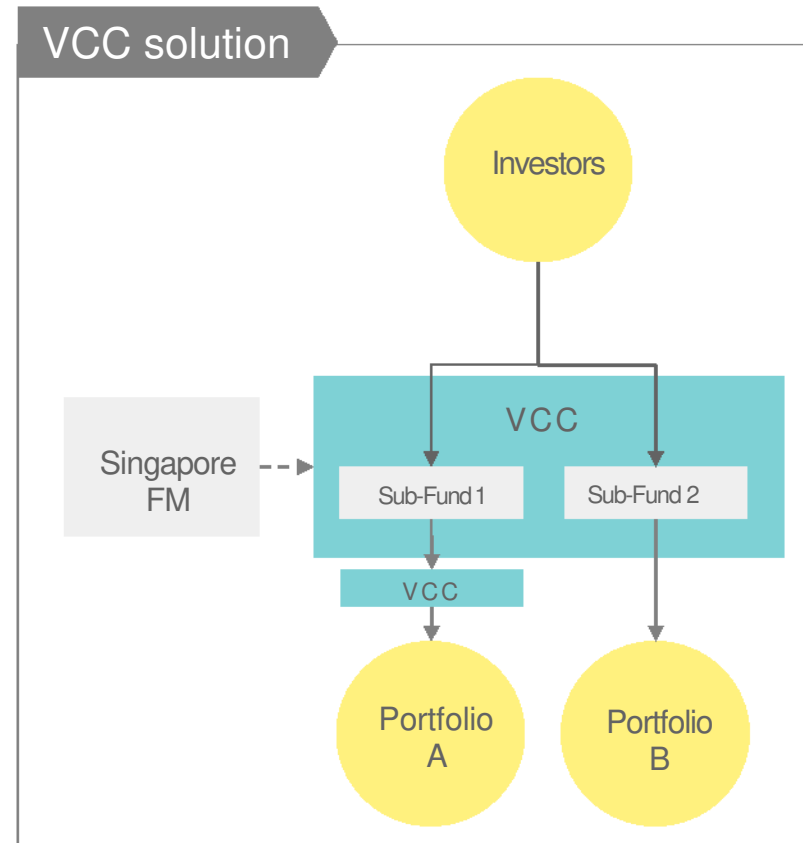 VCC solution
Investors
VCC
Singapore
FM
Sub-Fund 1
Sub-Fund 2
VCC
Portfolio
A
Portfolio
B